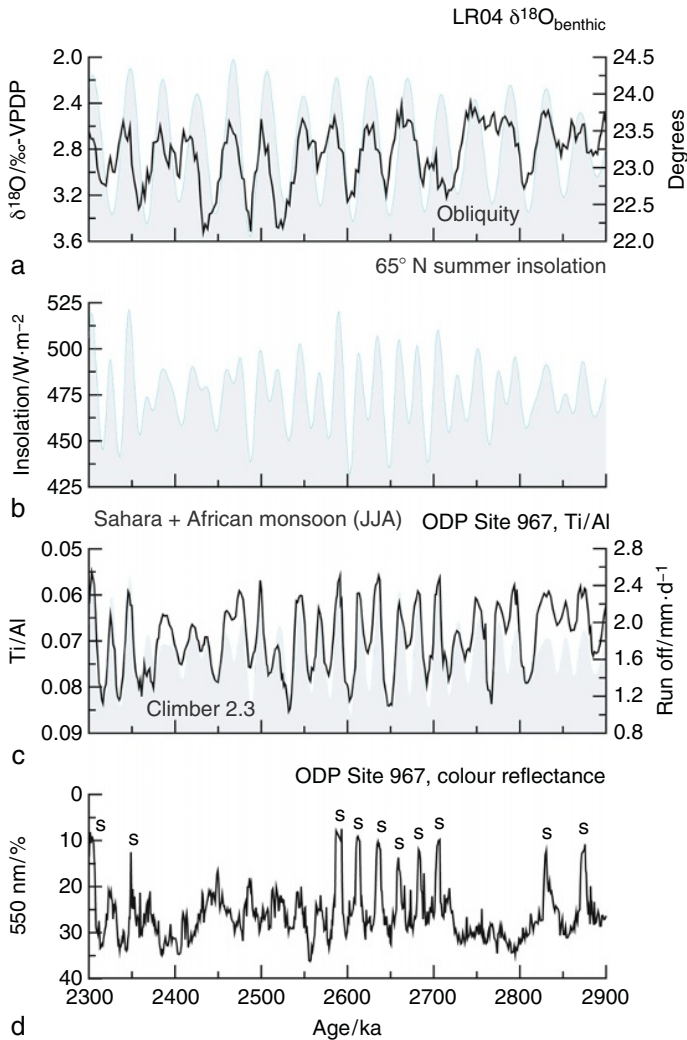 LR04 δ¹⁸O_benthic
2.0
2.4
2.8
3.2
3.6
δ¹⁸O/‰-VPDP
24.5
24.0
23.5
23.0
22.5
22.0
Degrees
Obliquity
a
65° N summer insolation
525
500
475
450
425
Insolation/W·m⁻²
b
Sahara + African monsoon (JJA)
ODP Site 967, Ti/Al
0.05
0.06
0.07
0.08
0.09
Ti/Al
2.8
2.4
2.0
1.6
1.2
0.8
Run off/mm·d⁻¹
Climber 2.3
c
ODP Site 967, colour reflectance
0
10
20
30
40
550 nm/%
s
s
s
s
s
s
s
s
s
s
2300
2400
2500
2600
2700
2800
2900
Age/ka
d